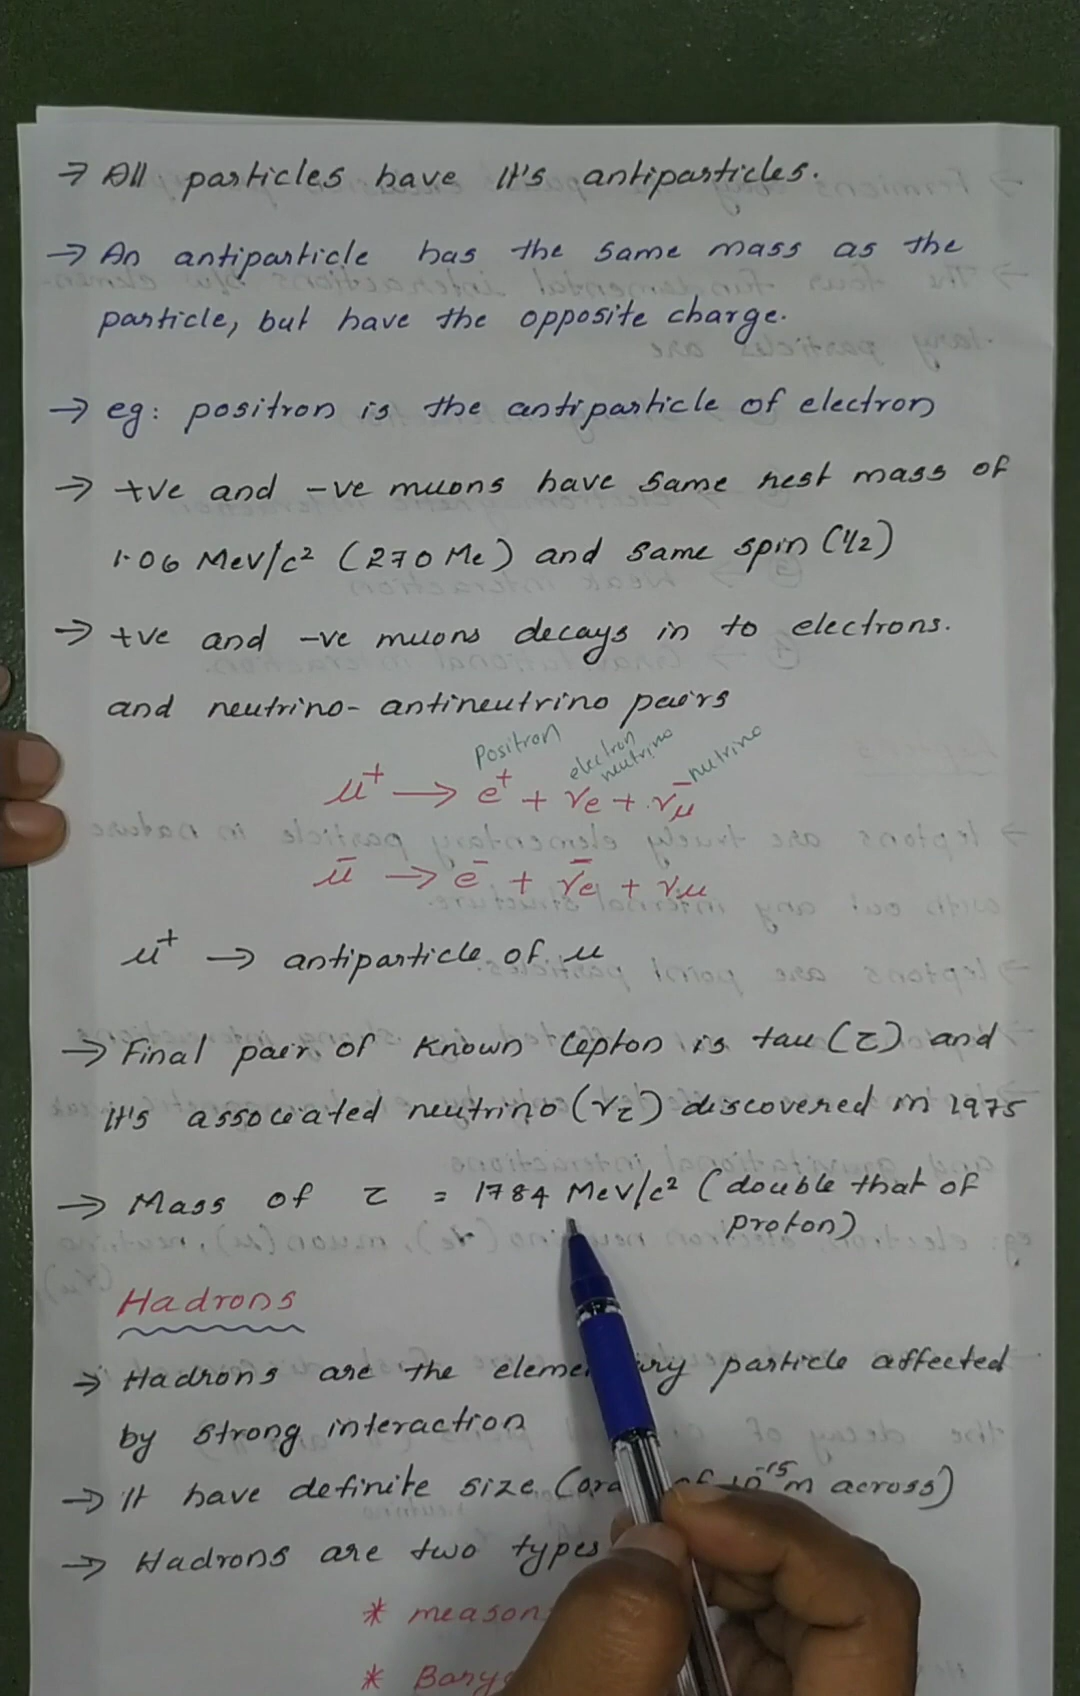 → All particles have It's antiparticles.
→ An antiparticle has the same mass as the
particle, but have the opposite charge.
→ eg: positron is the antiparticle of electron
→ +ve and -ve muons have same rest mass of
1.06 MeV/c² (270 Me) and same spin (1/2)
→ +ve and -ve muons decays in to electrons.
and neutrino-antineutrino pairs
Positron electron neutrino nutrino
μ⁺ → e⁺ + νe + ν̄μ
μ̄ → ē + ν̄e + νμ
μ⁺ → antiparticle of μ
→ Final pair of known lepton is tau (τ) and
It's associated neutrino (ντ) discovered in 1975
→ Mass of τ = 1784 MeV/c² (double that of
proton)
Hadrons
→ Hadrons are the particle affected
by strong interaction
→ It have definite size 10⁻¹⁵m across)
→ Hadrons are two types
* meason
* Bary